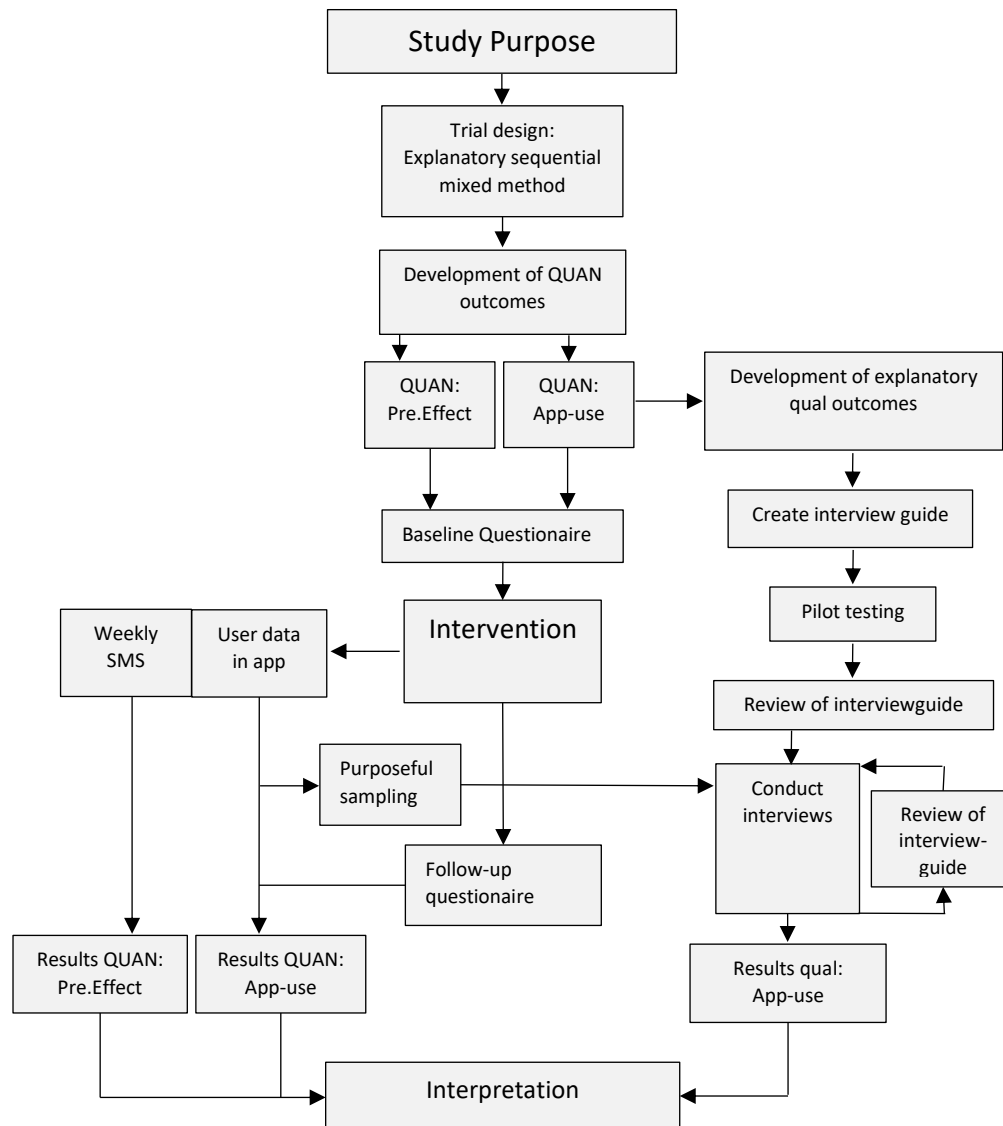 Study Purpose
Trial design:
Explanatory sequential
mixed method
Development of QUAN
outcomes
QUAN:
Pre.Effect
QUAN:
App-use
Development of explanatory
qual outcomes
Create interview guide
Baseline Questionaire
Pilot testing
Weekly
SMS
User data
in app
Intervention
Review of interviewguide
Purposeful
sampling
Conduct
interviews
Review of
interview-
guide
Follow-up
questionaire
Results QUAN:
Pre.Effect
Results QUAN:
App-use
Results qual:
App-use
Interpretation